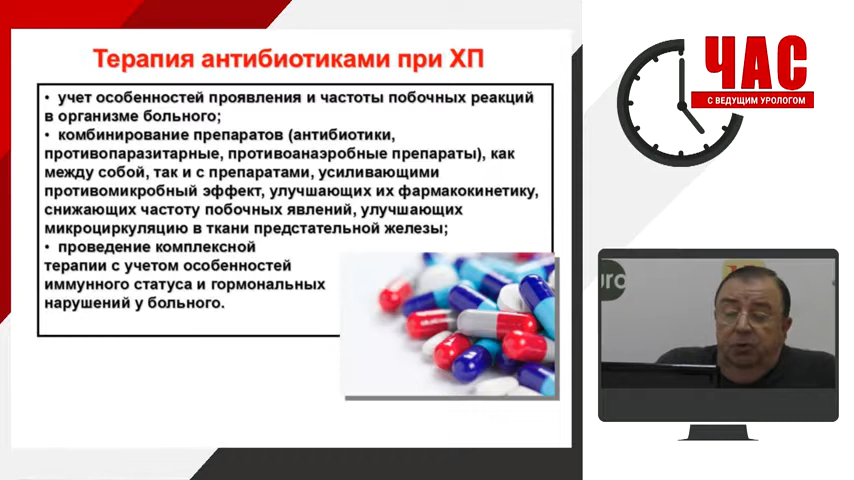 Терапия антибиотиками при ХП
• учет особенностей проявления и частоты побочных реакций
в организме больного;
• комбинирование препаратов (антибиотики,
противопаразитарные, противоанаэробные препараты), как
между собой, так и с препаратами, усиливающими
противомикробный эффект, улучшающих их фармакокинетику,
снижающих частоту побочных явлений, улучшающих
микроциркуляцию в ткани предстательной железы;
• проведение комплексной
терапии с учетом особенностей
иммунного статуса и гормональных
нарушений у больного.
ЧАС
С ВЕДУЩИМ УРОЛОГОМ
uro